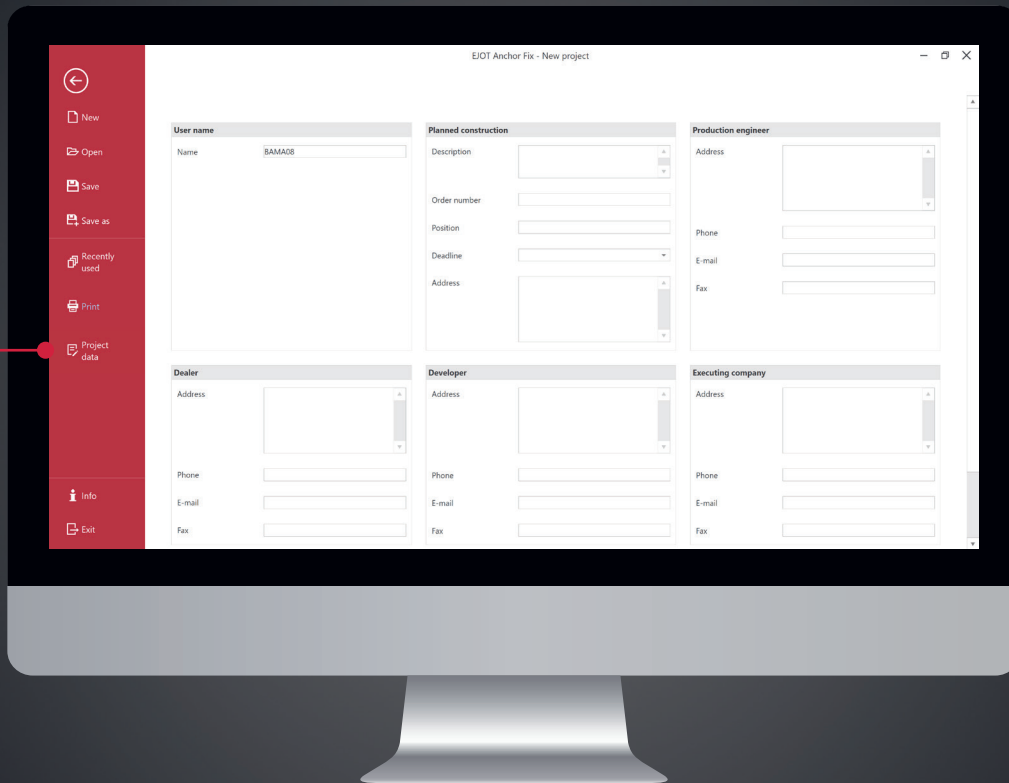 EJOT Anchor Fix - New project
New
Open
Save
Save as
Recently
used
Print
Project
data
Info
Exit
User name
Name BAMA08
Planned construction
Description
Order number
Position
Deadline
Address
Production engineer
Address
Phone
E-mail
Fax
Dealer
Address
Phone
E-mail
Fax
Developer
Address
Phone
E-mail
Fax
Executing company
Address
Phone
E-mail
Fax